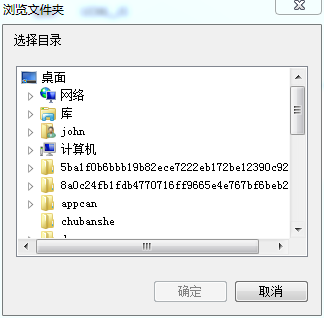 浏览文件夹
选择目录
桌面
网络
库
john
计算机
5ba1f0b6bbb19b82ece7222eb172be12390c92
8a0c24fb1fdb4770716ff9665e4e767bf6beb2
appcan
chubanshe
确定
取消